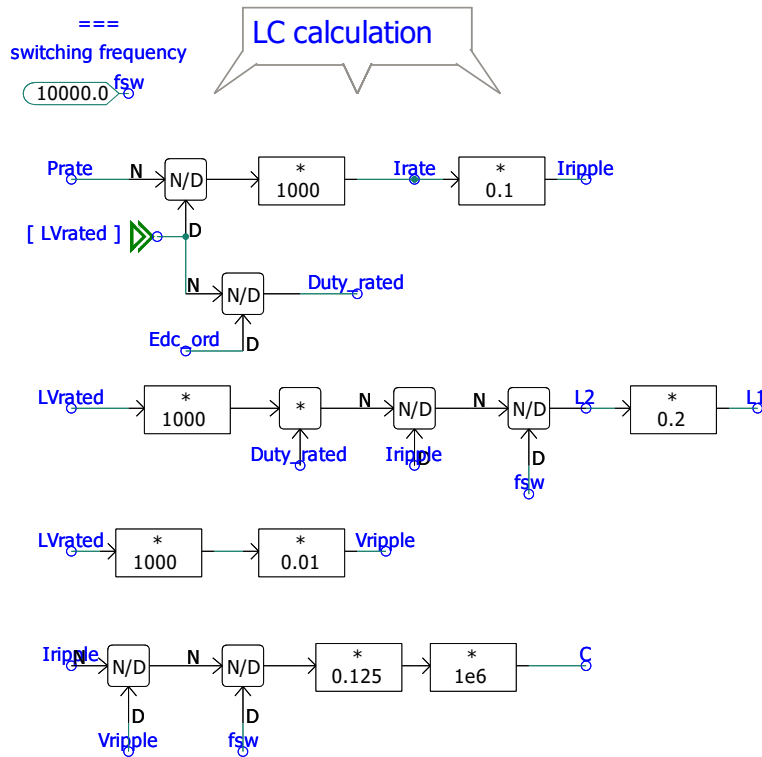 ===
switching frequency
fsw
10000.0
LC calculation
Prate N N/D * 1000 Irate * 0.1 Iripple
[ LVrated ] D
N N/D Duty_rated
Edc_ord D
LVrated * 1000 * N N/D N N/D L2 * 0.2 L1
Duty_rated Iripple D D
fsw
LVrated * 1000 * 0.01 Vripple
Iripple N N/D N N/D * 0.125 * 1e6 C
D D
Vripple fsw